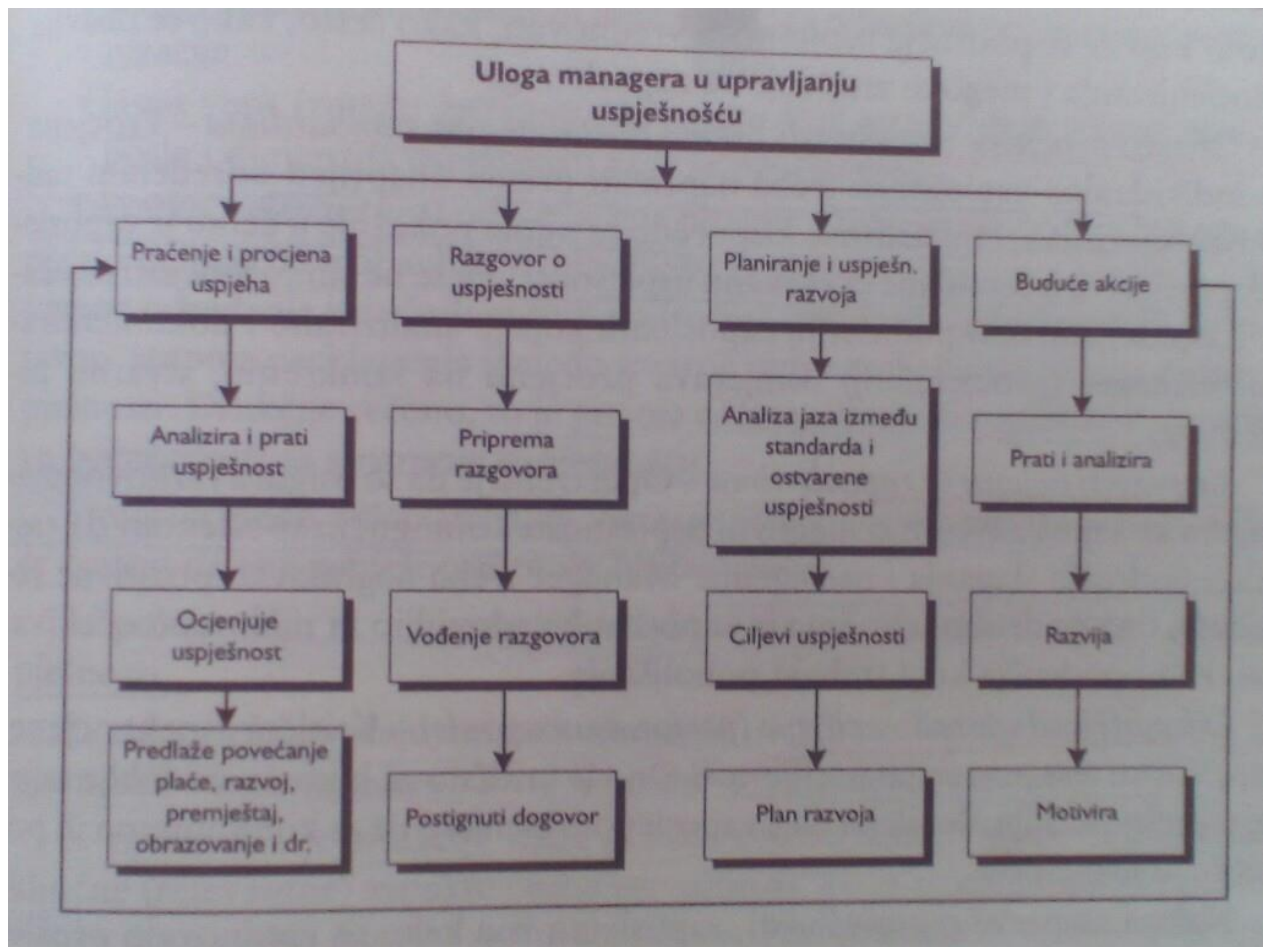 Uloga managera u upravljanju
uspješnošću
Praćenje i procjena
uspjeha
Razgovor o
uspješnosti
Planiranje i uspješn.
razvoja
Buduće akcije
Analizira i prati
uspješnost
Priprema
razgovora
Analiza jaza između
standarda i
ostvarene
uspješnosti
Prati i analizira
Ocjenjuje
uspješnost
Vođenje razgovora
Ciljevi uspješnosti
Razvija
Predlaže povećanje
plaće, razvoj,
premještaj,
obrazovanje i dr.
Postignuti dogovor
Plan razvoja
Motivira